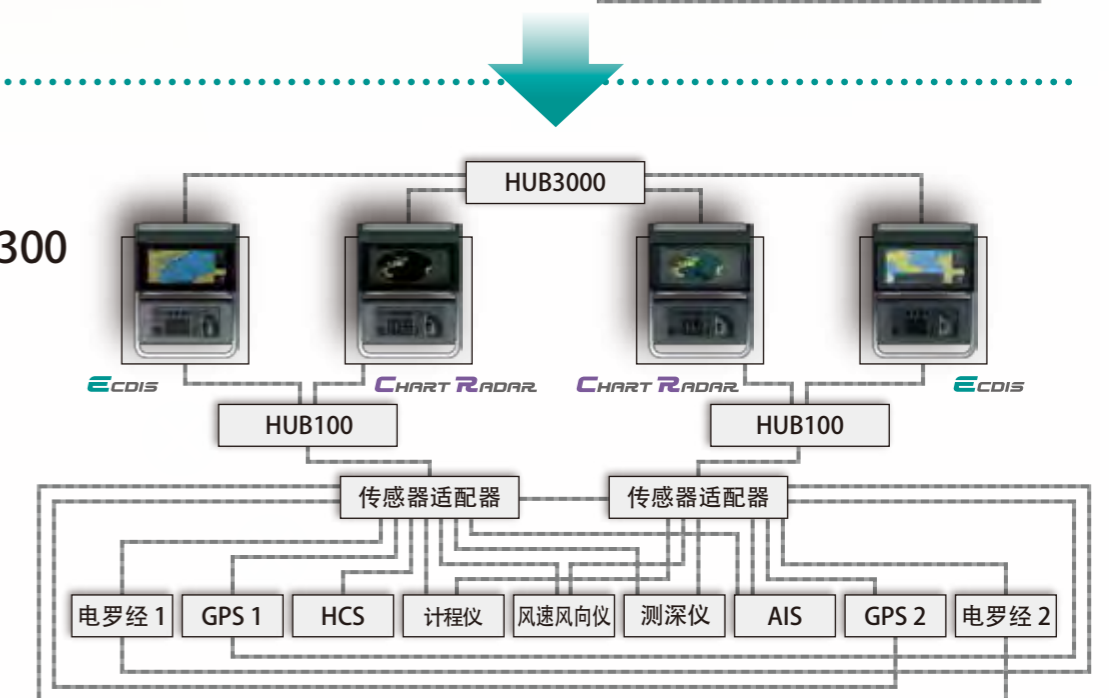 HUB3000
300
ECDIS
CHART RADAR
CHART RADAR
ECDIS
HUB100
HUB100
传感器适配器
传感器适配器
电罗经 1
GPS 1
HCS
计程仪
风速风向仪
测深仪
AIS
GPS 2
电罗经 2